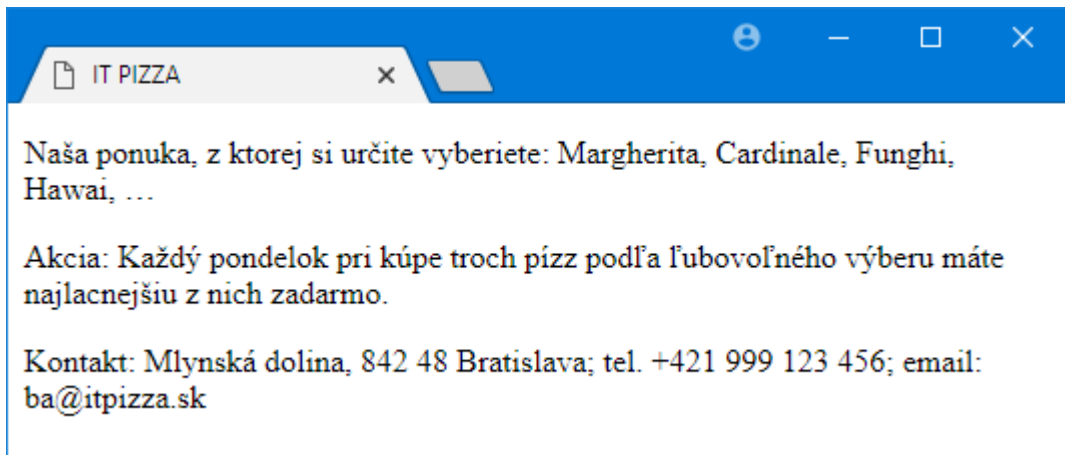 IT PIZZA
Naša ponuka, z ktorej si určite vyberiete: Margherita, Cardinale, Funghi,
Hawai, …
Akcia: Každý pondelok pri kúpe troch pízz podľa ľubovoľného výberu máte
najlacnejšiu z nich zadarmo.
Kontakt: Mlynská dolina, 842 48 Bratislava; tel. +421 999 123 456; email:
ba@itpizza.sk